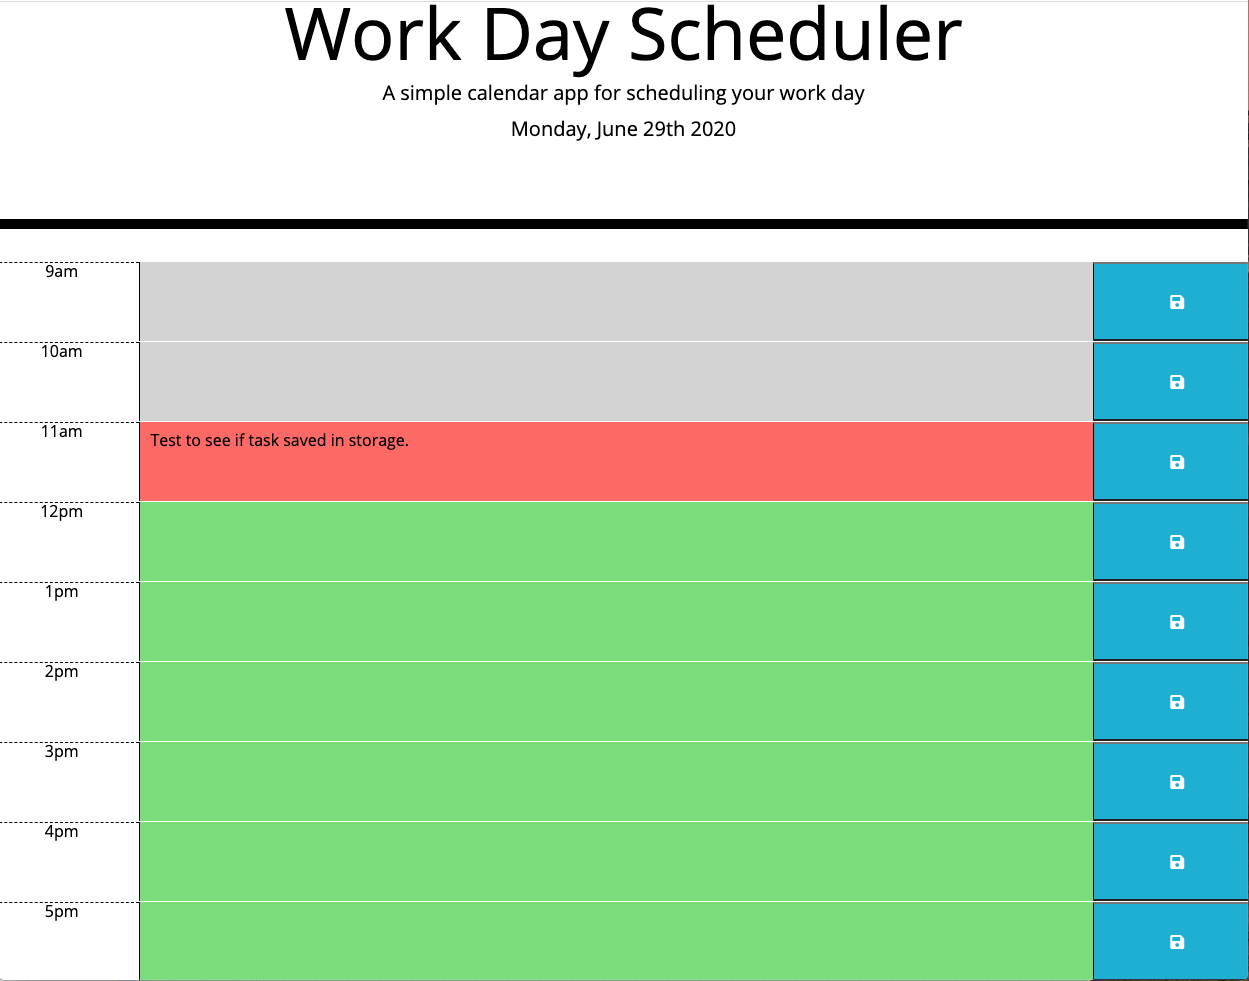 Work Day Scheduler
A simple calendar app for scheduling your work day
Monday, June 29th 2020
9am
10am
11am
Test to see if task saved in storage.
12pm
1pm
2pm
3pm
4pm
5pm